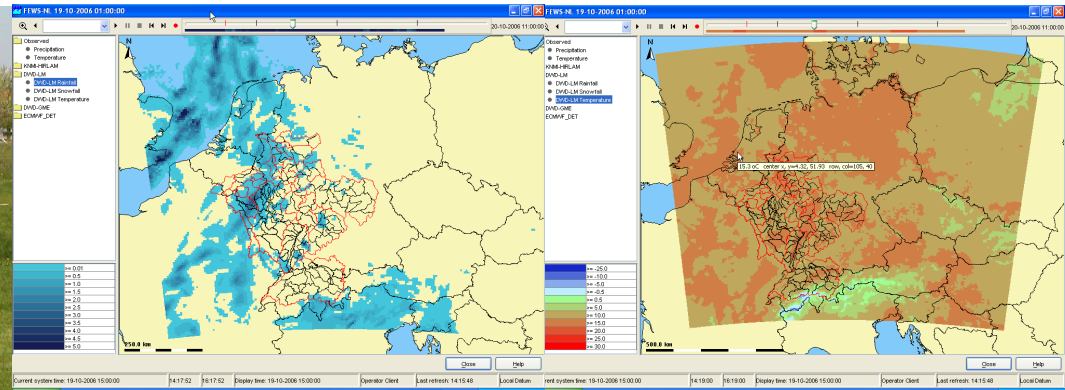 FEWS-NL 19-10-2006 01:00:00
20-10-2006 11:00:00
Observed
Precipitation
Temperature
KNMI-HIRLAM
DWD-LM
DWD-LM Rainfall
DWD-LM Snowfall
DWD-LM Temperature
DWD-GME
ECMWF_DET
N
>= 0.01
>= 0.5
>= 1.0
>= 1.5
>= 2.0
>= 2.5
>= 3.0
>= 3.5
>= 4.0
>= 4.5
>= 5.0
250.0 km
Close Help
Current system time: 19-10-2006 15:00:00 14:17:52 16:17:52 Display time: 19-10-2006 15:00:00 Operator Client Last refresh: 14:15:48 Local Datum
FEWS-NL 19-10-2006 01:00:00
20-10-2006 11:00:00
Observed
Precipitation
Temperature
KNMI-HIRLAM
DWD-LM
DWD-LM Rainfall
DWD-LM Snowfall
DWD-LM Temperature
DWD-GME
ECMWF_DET
N
15.3 oC center x, y=4.32, 51.93 row, col=105, 40
>= -25.0
>= -10.0
>= -5.0
>= -0.5
>= 0.5
>= 5.0
>= 10.0
>= 15.0
>= 20.0
>= 25.0
>= 30.0
500.0 km
Close Help
rent system time: 19-10-2006 15:00:00 14:19:00 16:19:00 Display time: 19-10-2006 15:00:00 Operator Client Last refresh: 14:15:48 Local Datum